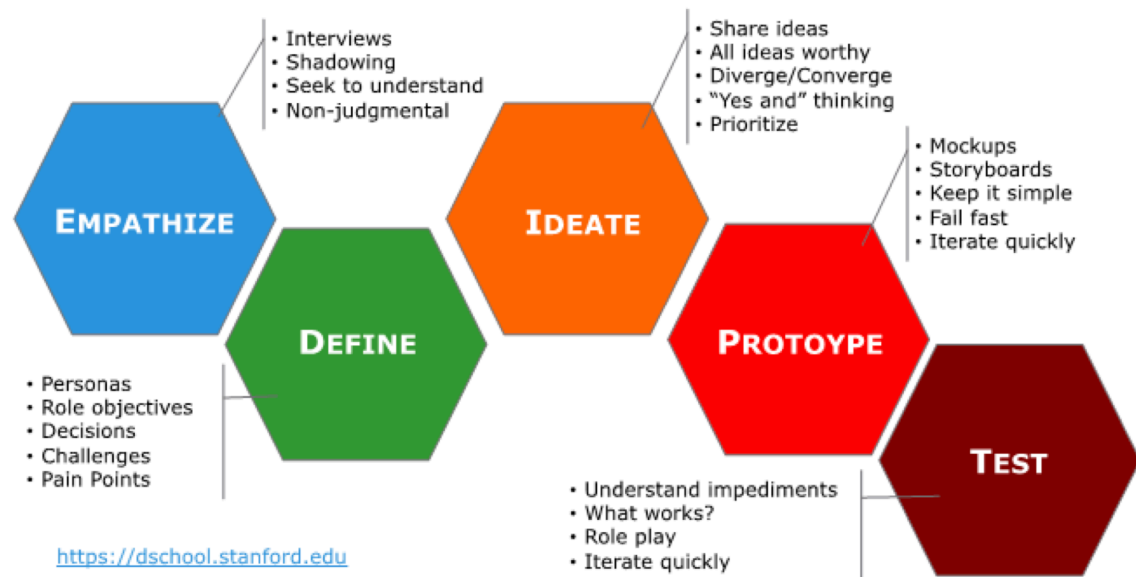 • Interviews
• Shadowing
• Seek to understand
• Non-judgmental
EMPATHIZE
• Personas
• Role objectives
• Decisions
• Challenges
• Pain Points
DEFINE
• Share ideas
• All ideas worthy
• Diverge/Converge
• “Yes and” thinking
• Prioritize
IDEATE
• Mockups
• Storyboards
• Keep it simple
• Fail fast
• Iterate quickly
PROTOYPE
• Understand impediments
• What works?
• Role play
• Iterate quickly
TEST
https://dschool.stanford.edu